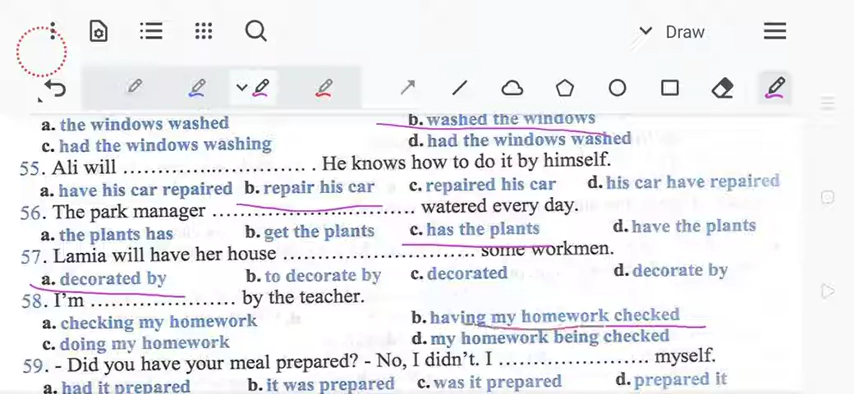 Draw
a. the windows washed b. washed the windows
c. had the windows washing d. had the windows washed
55. Ali will .......................... . He knows how to do it by himself.
a. have his car repaired b. repair his car c. repaired his car d. his car have repaired
56. The park manager .................................. watered every day.
a. the plants has b. get the plants c. has the plants d. have the plants
57. Lamia will have her house .......................... some workmen.
a. decorated by b. to decorate by c. decorated d. decorate by
58. I'm ...................... by the teacher.
a. checking my homework b. having my homework checked
c. doing my homework d. my homework being checked
59. - Did you have your meal prepared? - No, I didn't. I ...................... myself.
a. had it prepared b. it was prepared c. was it prepared d. prepared it